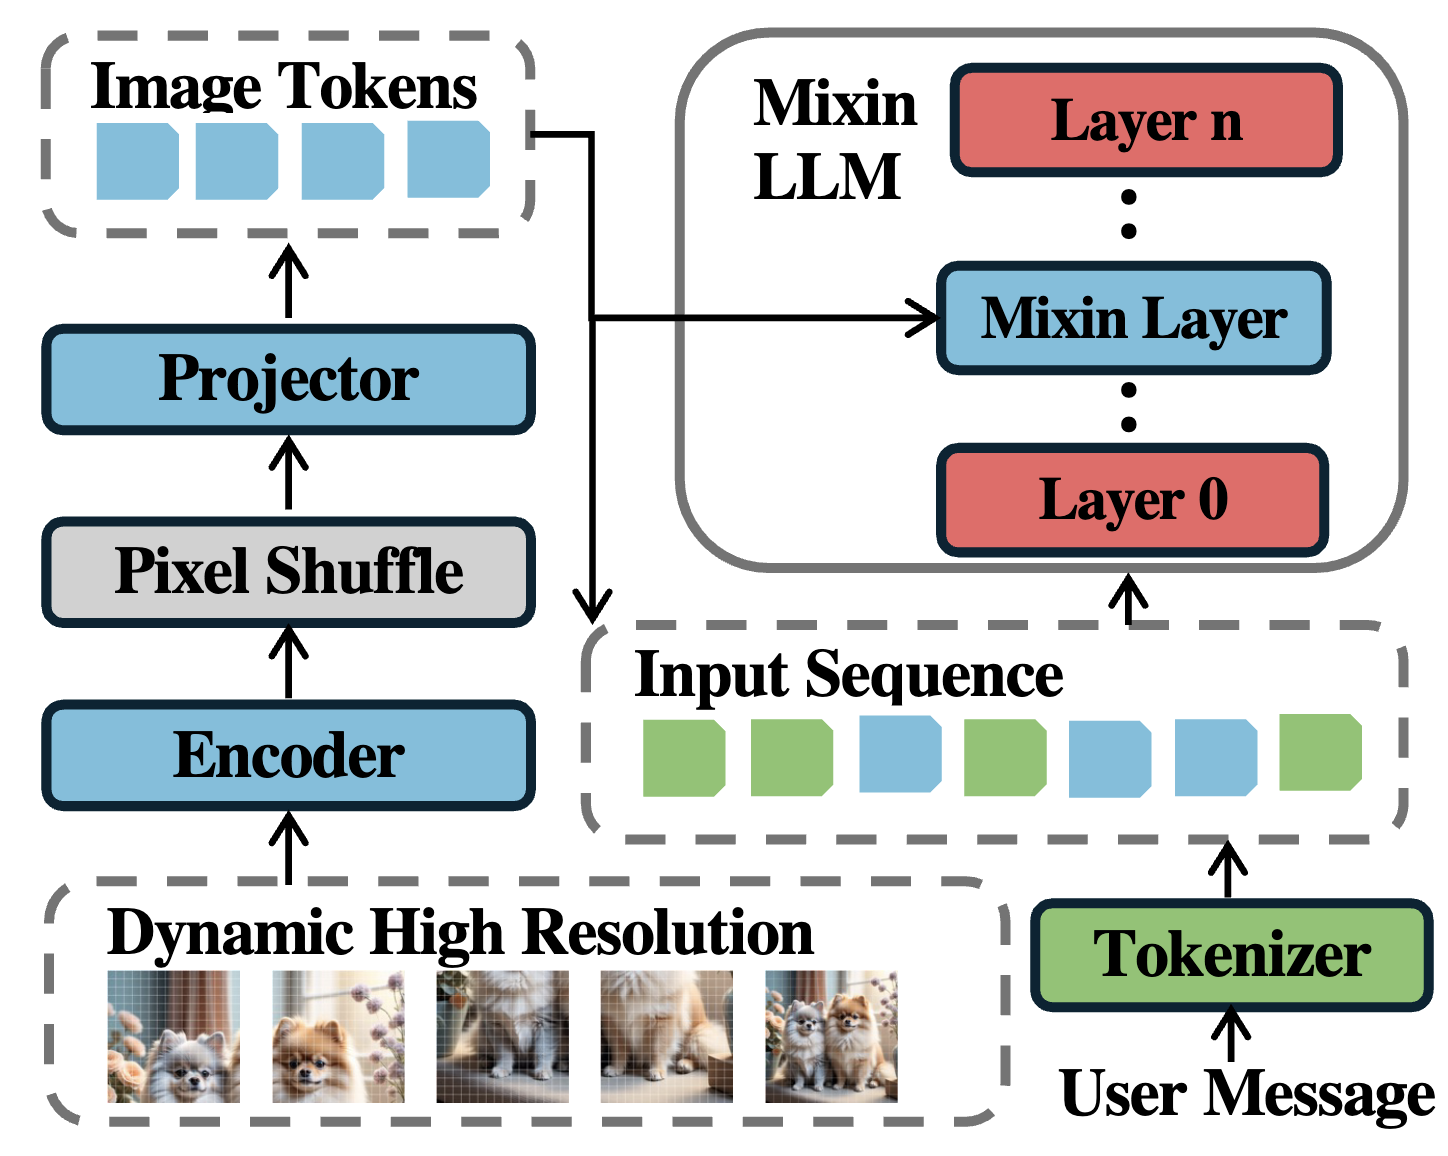 Image Tokens
Projector
Pixel Shuffle
Encoder
Dynamic High Resolution
Mixin
LLM
Layer n
Mixin Layer
Layer 0
Input Sequence
Tokenizer
User Message